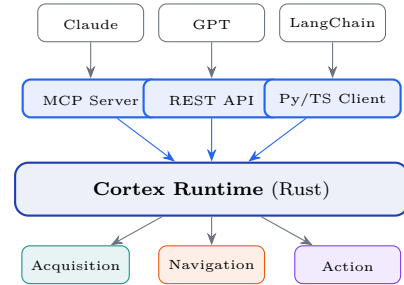 Claude
GPT
LangChain
MCP Server
REST API
Py/TS Client
Cortex Runtime (Rust)
Acquisition
Navigation
Action